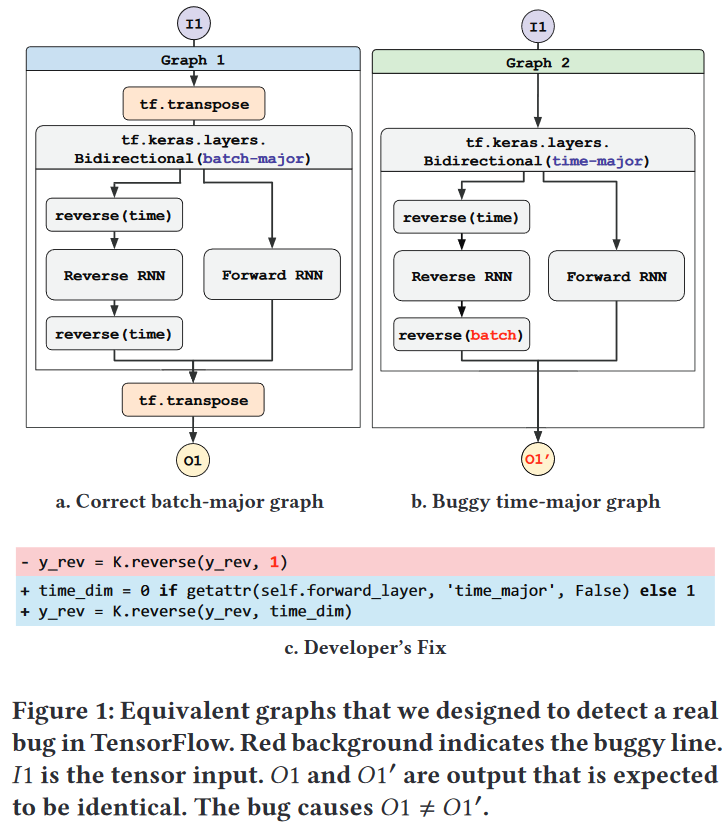 I1
Graph 1
tf.transpose
tf.keras.layers.
Bidirectional(batch-major)
reverse(time)
Reverse RNN
Forward RNN
reverse(time)
tf.transpose
O1
a. Correct batch-major graph
I1
Graph 2
tf.keras.layers.
Bidirectional(time-major)
reverse(time)
Reverse RNN
Forward RNN
reverse(batch)
O1′
b. Buggy time-major graph
- y_rev = K.reverse(y_rev, 1)
+ time_dim = 0 if getattr(self.forward_layer, 'time_major', False) else 1
+ y_rev = K.reverse(y_rev, time_dim)
c. Developer's Fix
Figure 1: Equivalent graphs that we designed to detect a real
bug in TensorFlow. Red background indicates the buggy line.
I1 is the tensor input. O1 and O1′ are output that is expected
to be identical. The bug causes O1 ≠ O1′.